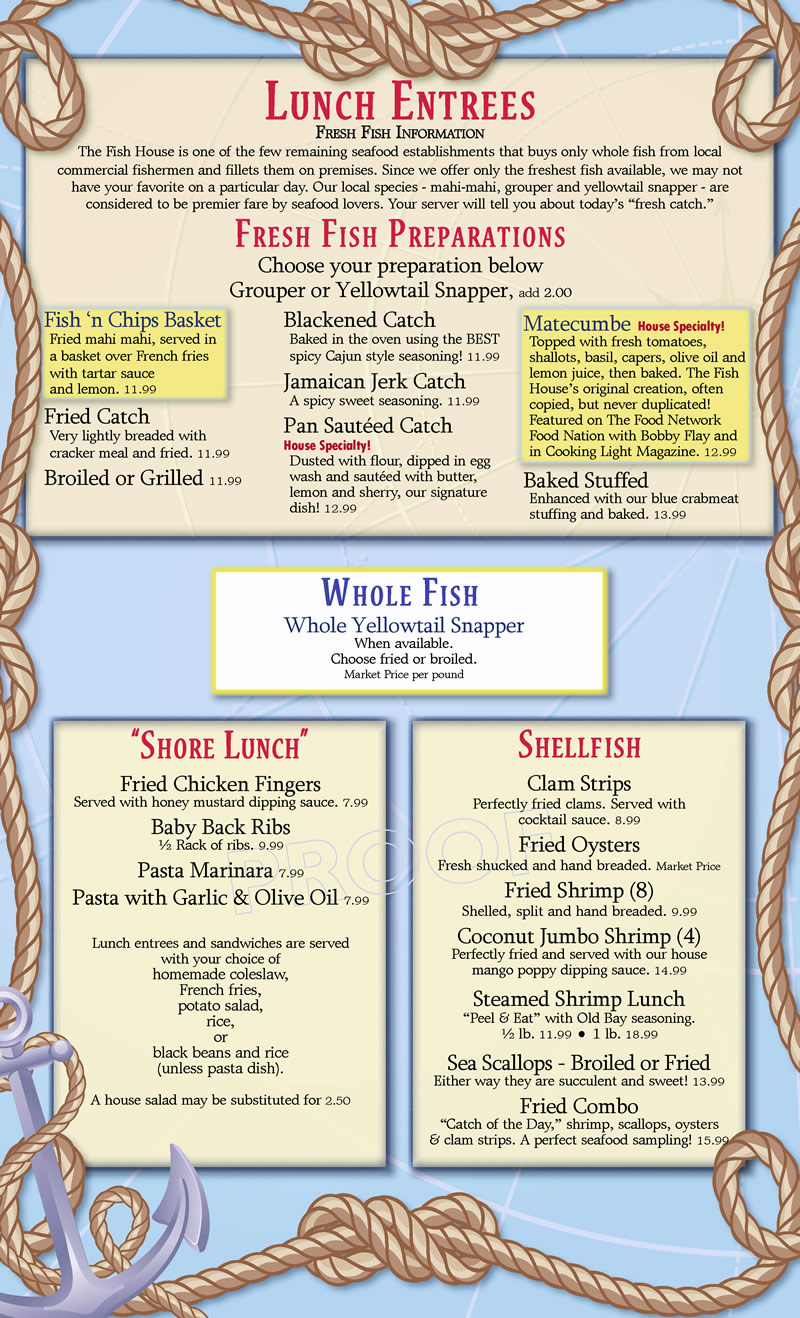 LUNCH ENTREES
FRESH FISH INFORMATION
The Fish House is one of the few remaining seafood establishments that buys only whole fish from local
commercial fishermen and fillets them on premises. Since we offer only the freshest fish available, we may not
have your favorite on a particular day. Our local species - mahi-mahi, grouper and yellowtail snapper - are
considered to be premier fare by seafood lovers. Your server will tell you about today's “fresh catch.”
FRESH FISH PREPARATIONS
Choose your preparation below
Grouper or Yellowtail Snapper, add 2.00
Fish ‘n Chips Basket
Fried mahi mahi, served in
a basket over French fries
with tartar sauce
and lemon. 11.99
Fried Catch
Very lightly breaded with
cracker meal and fried. 11.99
Broiled or Grilled 11.99
Blackened Catch
Baked in the oven using the BEST
spicy Cajun style seasoning! 11.99
Jamaican Jerk Catch
A spicy sweet seasoning. 11.99
Pan Sautéed Catch
House Specialty!
Dusted with flour, dipped in egg
wash and sautéed with butter,
lemon and sherry, our signature
dish! 12.99
Matecumbe House Specialty!
Topped with fresh tomatoes,
shallots, basil, capers, olive oil and
lemon juice, then baked. The Fish
House's original creation, often
copied, but never duplicated!
Featured on The Food Network
Food Nation with Bobby Flay and
in Cooking Light Magazine. 12.99
Baked Stuffed
Enhanced with our blue crabmeat
stuffing and baked. 13.99
WHOLE FISH
Whole Yellowtail Snapper
When available.
Choose fried or broiled.
Market Price per pound
“SHORE LUNCH”
Fried Chicken Fingers
Served with honey mustard dipping sauce. 7.99
Baby Back Ribs
½ Rack of ribs. 9.99
Pasta Marinara 7.99
Pasta with Garlic & Olive Oil 7.99
Lunch entrees and sandwiches are served
with your choice of
homemade coleslaw,
French fries,
potato salad,
rice,
or
black beans and rice
(unless pasta dish).
A house salad may be substituted for 2.50
SHELLFISH
Clam Strips
Perfectly fried clams. Served with
cocktail sauce. 8.99
Fried Oysters
Fresh shucked and hand breaded. Market Price
Fried Shrimp (8)
Shelled, split and hand breaded. 9.99
Coconut Jumbo Shrimp (4)
Perfectly fried and served with our house
mango poppy dipping sauce. 14.99
Steamed Shrimp Lunch
“Peel & Eat” with Old Bay seasoning.
½ lb. 11.99 • 1 lb. 18.99
Sea Scallops - Broiled or Fried
Either way they are succulent and sweet! 13.99
Fried Combo
“Catch of the Day,” shrimp, scallops, oysters
& clam strips. A perfect seafood sampling! 15.99
PROOF